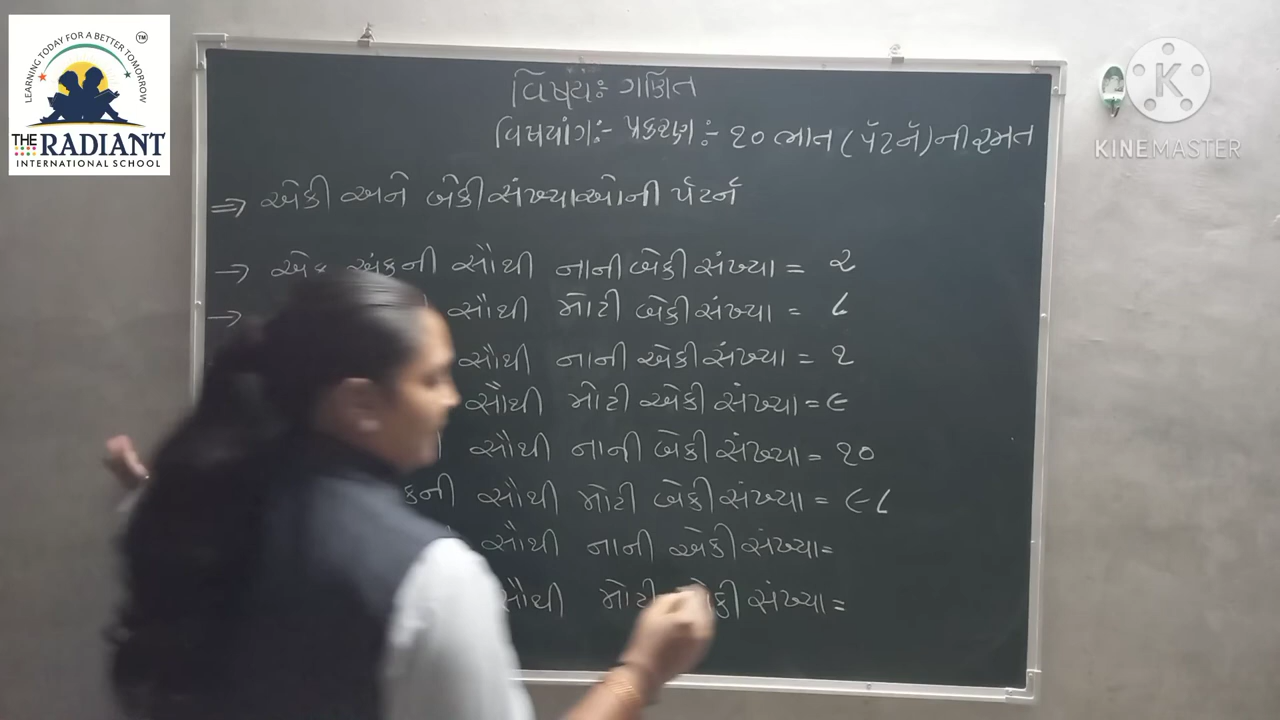 LEARNING TODAY FOR A BETTER TOMORROW
TM
THE RADIANT
INTERNATIONAL SCHOOL
K
KINEMASTER
વિષય:- ગણિત
વિષયાંગ:- પ્રકરણ :- ૧૦ ભાત (પૅટર્ન) ની રમત
⇒ એકી અને બેકી સંખ્યાઓની પૅટર્ન
→ એક અંકની સૌથી નાની બેકી સંખ્યા = ૨
→ સૌથી મોટી બેકી સંખ્યા = ૮
સૌથી નાની એકી સંખ્યા = ૧
સૌથી મોટી એકી સંખ્યા = ૯
સૌથી નાની બેકી સંખ્યા = ૧૦
સૌથી મોટી બેકી સંખ્યા = ૯૮
સૌથી નાની એકી સંખ્યા =
સૌથી મોટી સંખ્યા =